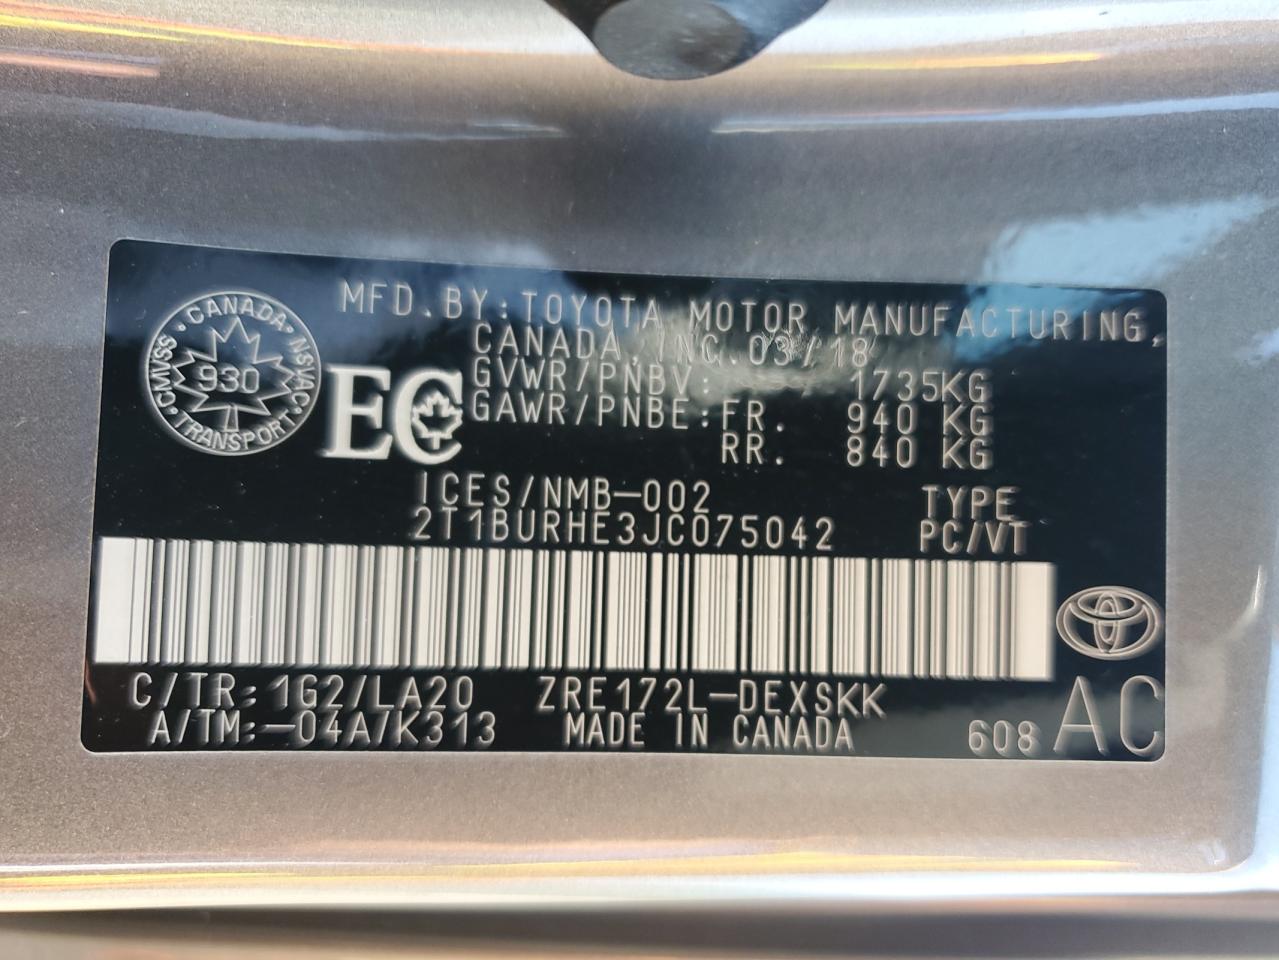 MFD.BY:TOYOTA MOTOR MANUFACTURING,
CANADA,INC.03/18
GVWR/PNBV: 1735KG
GAWR/PNBE:FR. 940 KG
RR. 840 KG
CANADA
CMVSS
930
NSVAC
TRANSPORT
EC
ICES/NMB-002
TYPE
2T1BURHE3JC075042
PC/VT
C/TR: 1G2/LA20 ZRE172L-DEXSKK
A/TM:-04A/K313 MADE IN CANADA 608 AC